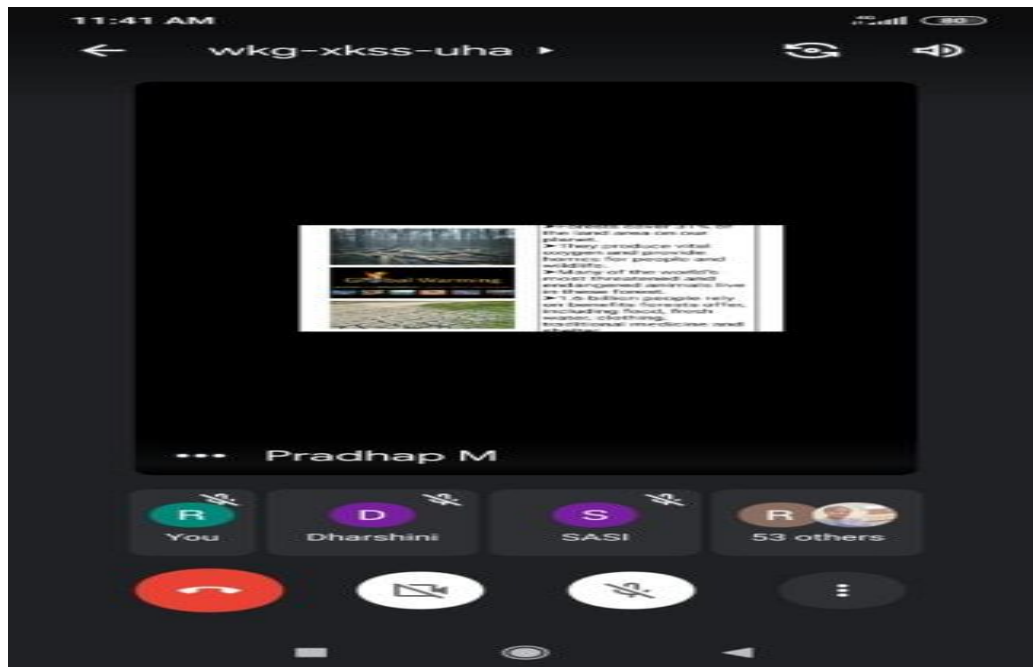 11:41 AM
4G
80
wkg-xkss-uha
Global Warming
➤Forests cover 31% of
the land area on our
planet.
➤They produce vital
oxygen and provide
homes for people and
wildlife.
➤Many of the world's
most threatened and
endangered animals live
in these forest.
➤1.6 billion people rely
on benefits forests offer,
including food, fresh
water, clothing,
traditional medicine and
shelter
Pradhap M
R
You
D
Dharshini
S
SASI
R
53 others